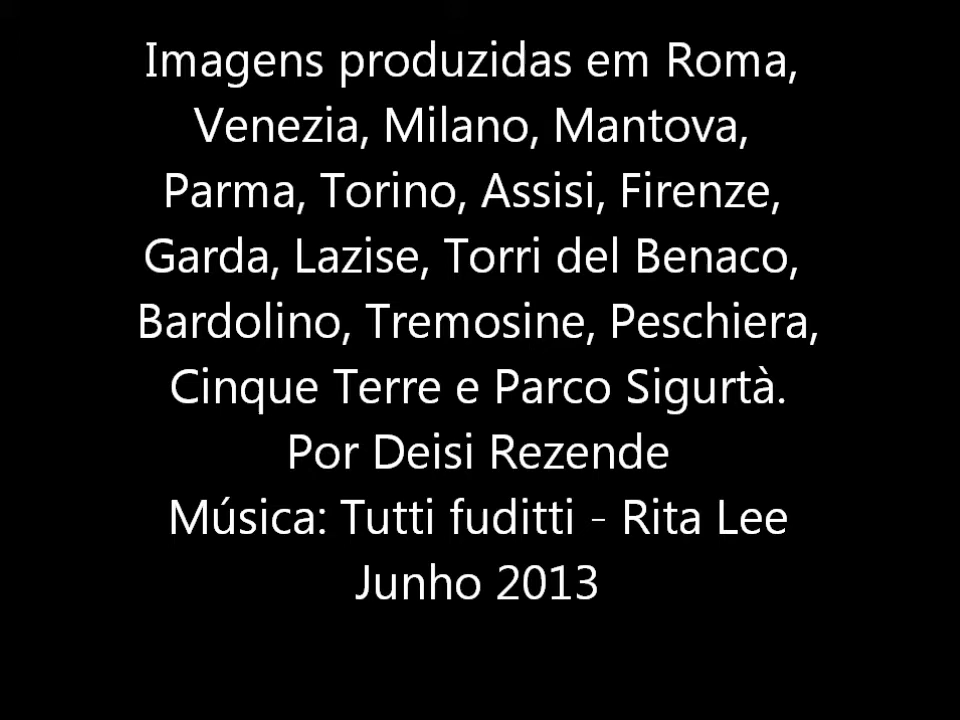 Imagens produzidas em Roma,
Venezia, Milano, Mantova,
Parma, Torino, Assisi, Firenze,
Garda, Lazise, Torri del Benaco,
Bardolino, Tremosine, Peschiera,
Cinque Terre e Parco Sigurtà.
Por Deisi Rezende
Música: Tutti fuditti - Rita Lee
Junho 2013